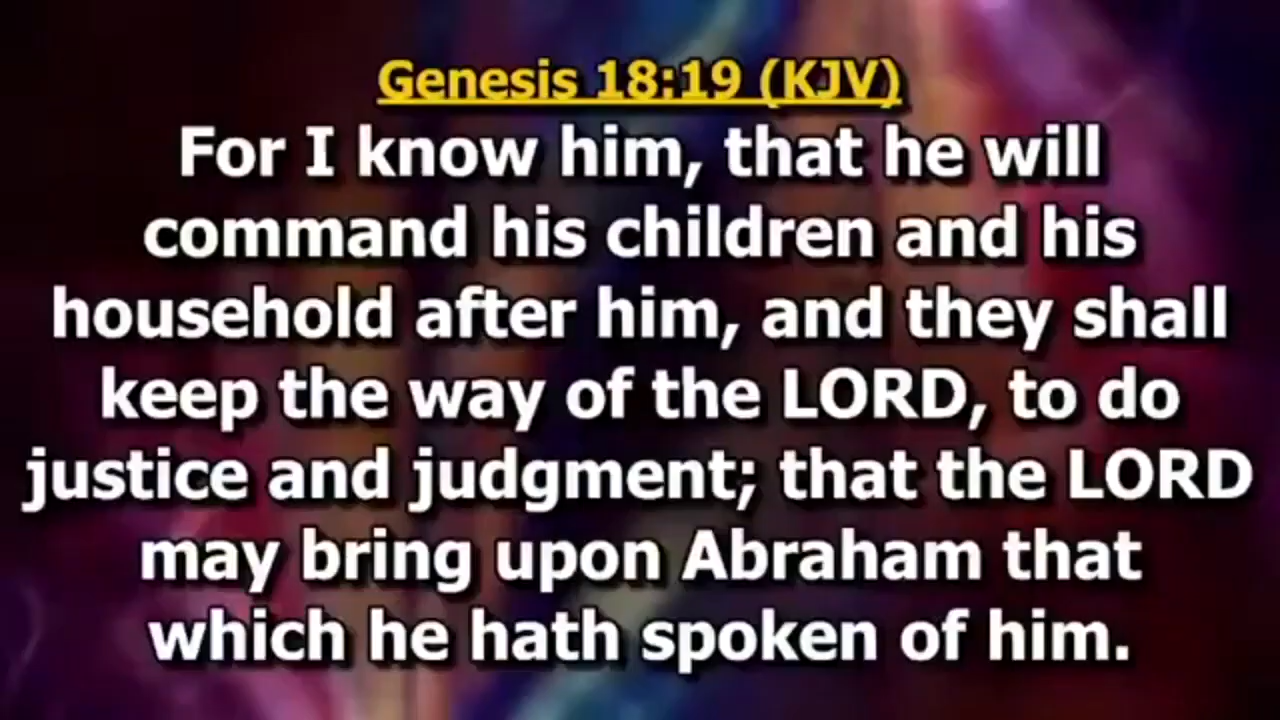 Genesis 18:19 (KJV)
For I know him, that he will
command his children and his
household after him, and they shall
keep the way of the LORD, to do
justice and judgment; that the LORD
may bring upon Abraham that
which he hath spoken of him.